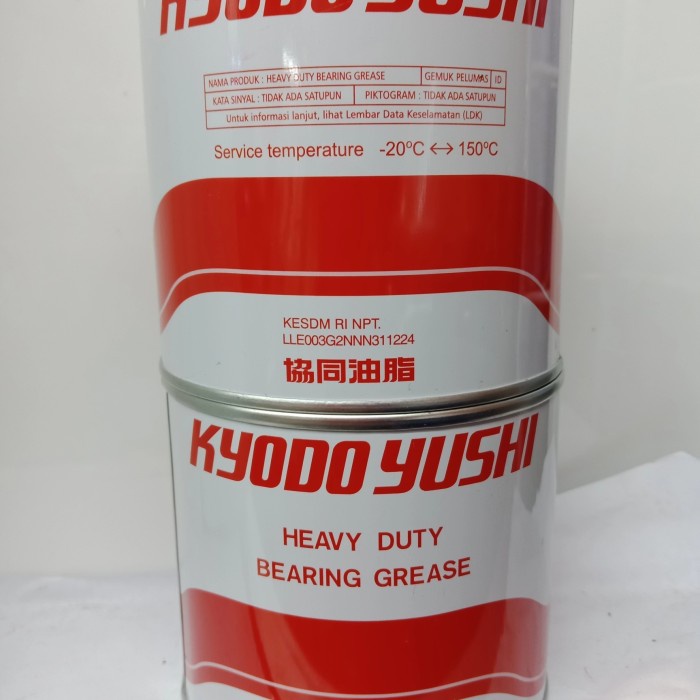 KYODO YUSHI
NAMA PRODUK : HEAVY DUTY BEARING GREASE GEMUK PELUMAS ID
KATA SINYAL : TIDAK ADA SATUPUN PIKTOGRAM : TIDAK ADA SATUPUN
Untuk informasi lanjut, lihat Lembar Data Keselamatan (LDK)
Service temperature -20°C ↔ 150°C
KESDM RI NPT.
LLE003G2NNN311224
協同油脂
KYODO YUSHI
HEAVY DUTY
BEARING GREASE